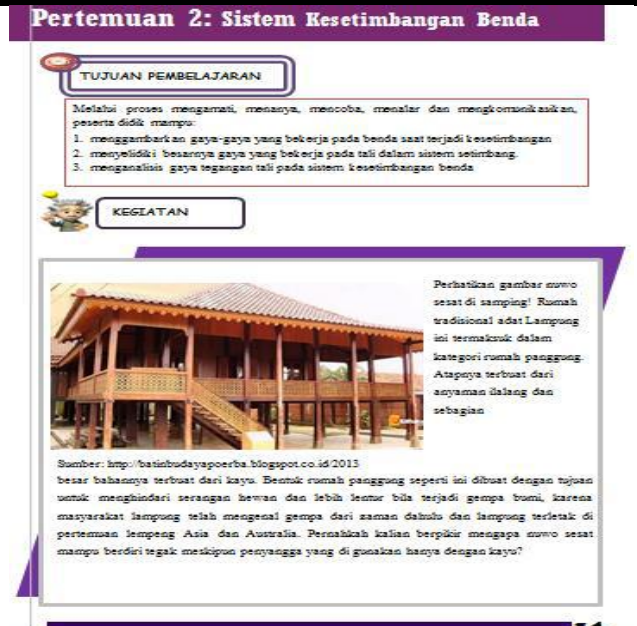 Pertemuan 2: Sistem Kesetimbangan Benda
TUJUAN PEMBELAJARAN
Melalui proses mengamati, menanya, mencoba, menalar dan mengkomunikasikan,
peserta didik mampu:
1. menggambarkan gaya-gaya yang bekerja pada benda saat terjadi kesetimbangan
2. menyelidiki besarnya gaya yang bekerja pada tali dalam sistem setimbang.
3. menganalisis gaya tegangan tali pada sistem kesetimbangan benda
KEGIATAN
Perhatikan gambar nuwo
sesat di samping! Rumah
tradisional adat Lampung
ini termaksuk dalam
kategori rumah panggung.
Atapnya terbuat dari
anyaman ilalang dan
sebagian
Sumber: http://batinbudayapoerba.blogspot.co.id/2013
besar bahannya terbuat dari kayu. Bentuk rumah panggung seperti ini dibuat dengan tujuan
untuk menghindari serangan hewan dan lebih lentur bila terjadi gempa bumi, karena
masyarakat lampung telah mengenal gempa dari zaman dahulu dan lampung terletak di
pertemuan lempeng Asia dan Australia. Pernahkah kalian berpikir mengapa nuwo sesat
mampu berdiri tegak meskipun penyangga yang di gunakan hanya dengan kayu?